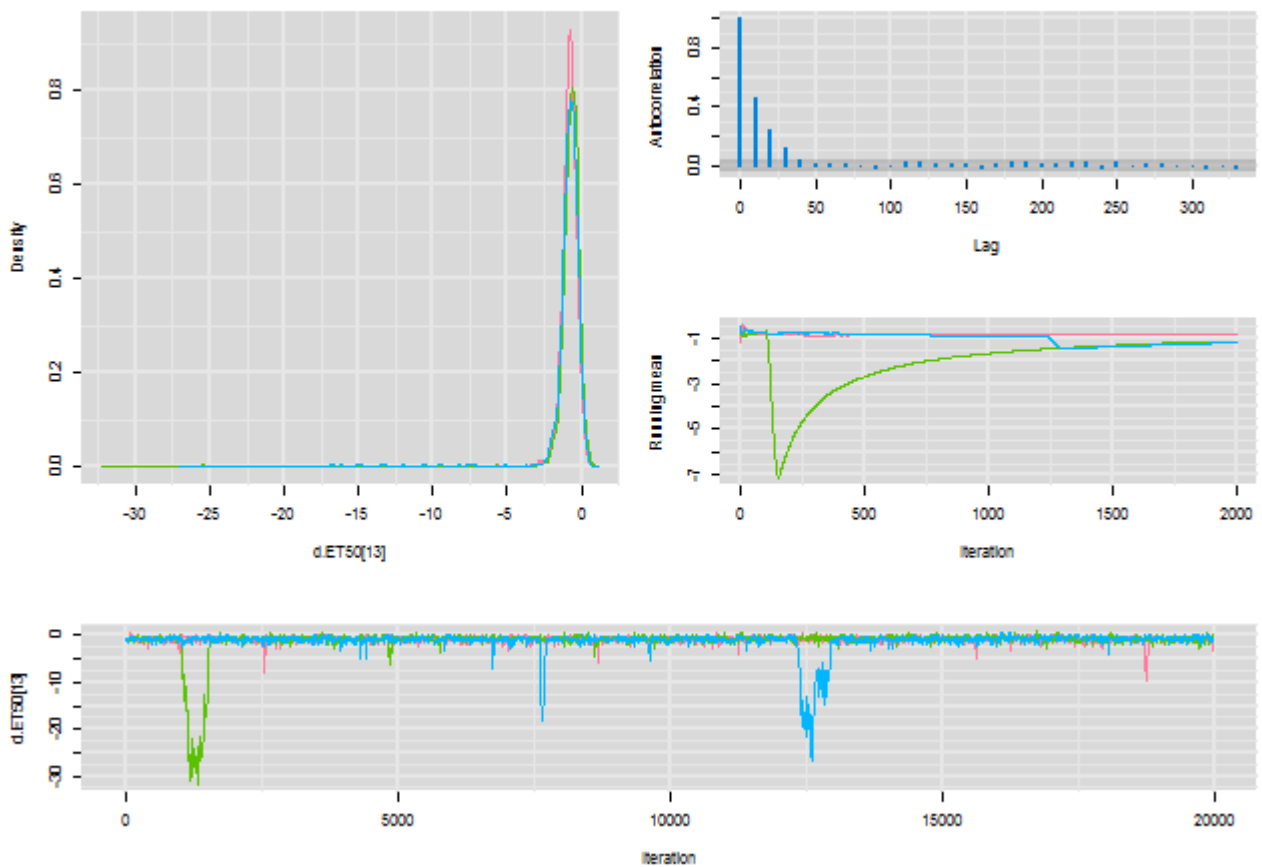 Density
0.0 0.2 0.4 0.6 0.8
−30 −25 −20 −15 −10 −5 0
d.ET50[13]
Autocorrelation
0.0 0.4 0.8
0 50 100 150 200 250 300
Lag
Running mean
−7 −5 −3 −1
0 500 1000 1500 2000
Iteration
d.ET50[13]
−30 −20 −10 0
0 5000 10000 15000 20000
Iteration